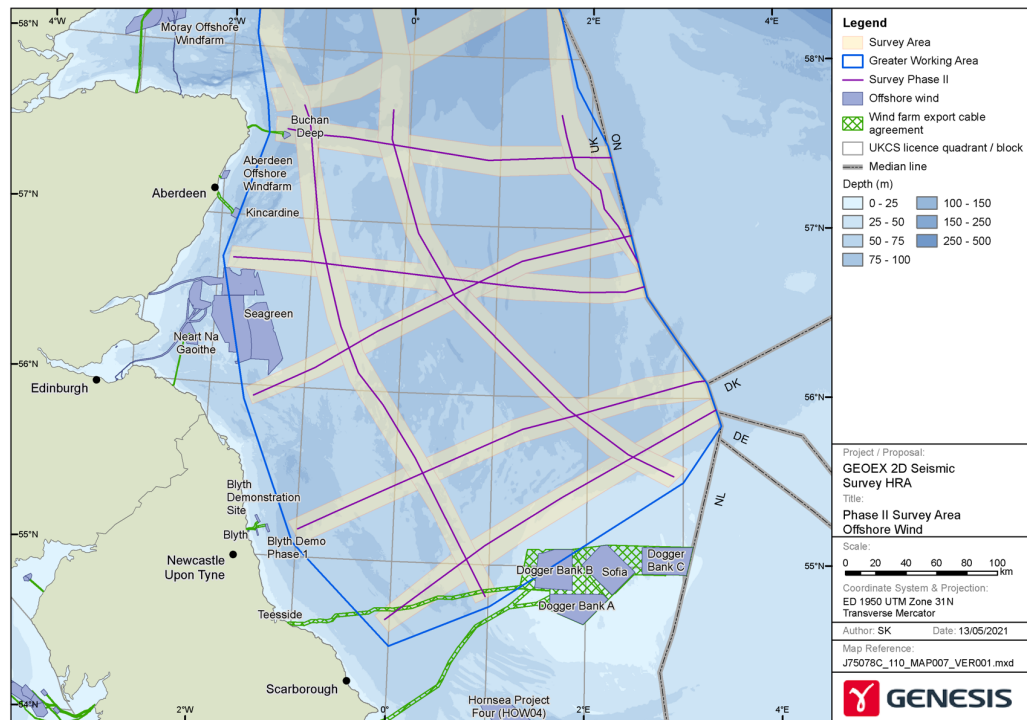 4°W
2°W
0°
2°E
4°E
58°N
Moray Offshore
Windfarm
58°N
Buchan
Deep
UK
NO
Aberdeen
Offshore
Windfarm
57°N
Aberdeen
Kincardine
57°N
Seagreen
Neart Na
Gaoithe
56°N
Edinburgh
DK
56°N
DE
NL
Blyth
Demonstration
Site
55°N
Blyth
Blyth Demo
Phase 1
Newcastle
Upon Tyne
Dogger Bank B
Sofia
Dogger
Bank C
55°N
Dogger Bank A
Teesside
Scarborough
Hornsea Project
Four (HOW04)
54°N
2°W
0°
2°E
4°E
Legend
Survey Area
Greater Working Area
Survey Phase II
Offshore wind
Wind farm export cable
agreement
UKCS licence quadrant / block
Median line
Depth (m)
0 - 25
100 - 150
25 - 50
150 - 250
50 - 75
250 - 500
75 - 100
Project / Proposal:
GEOEX 2D Seismic
Survey HRA
Title:
Phase II Survey Area
Offshore Wind
Scale:
0 20 40 60 80 100
km
Coordinate System & Projection:
ED 1950 UTM Zone 31N
Transverse Mercator
Author: SK Date: 13/05/2021
Map Reference:
J75078C_110_MAP007_VER001.mxd
GENESIS